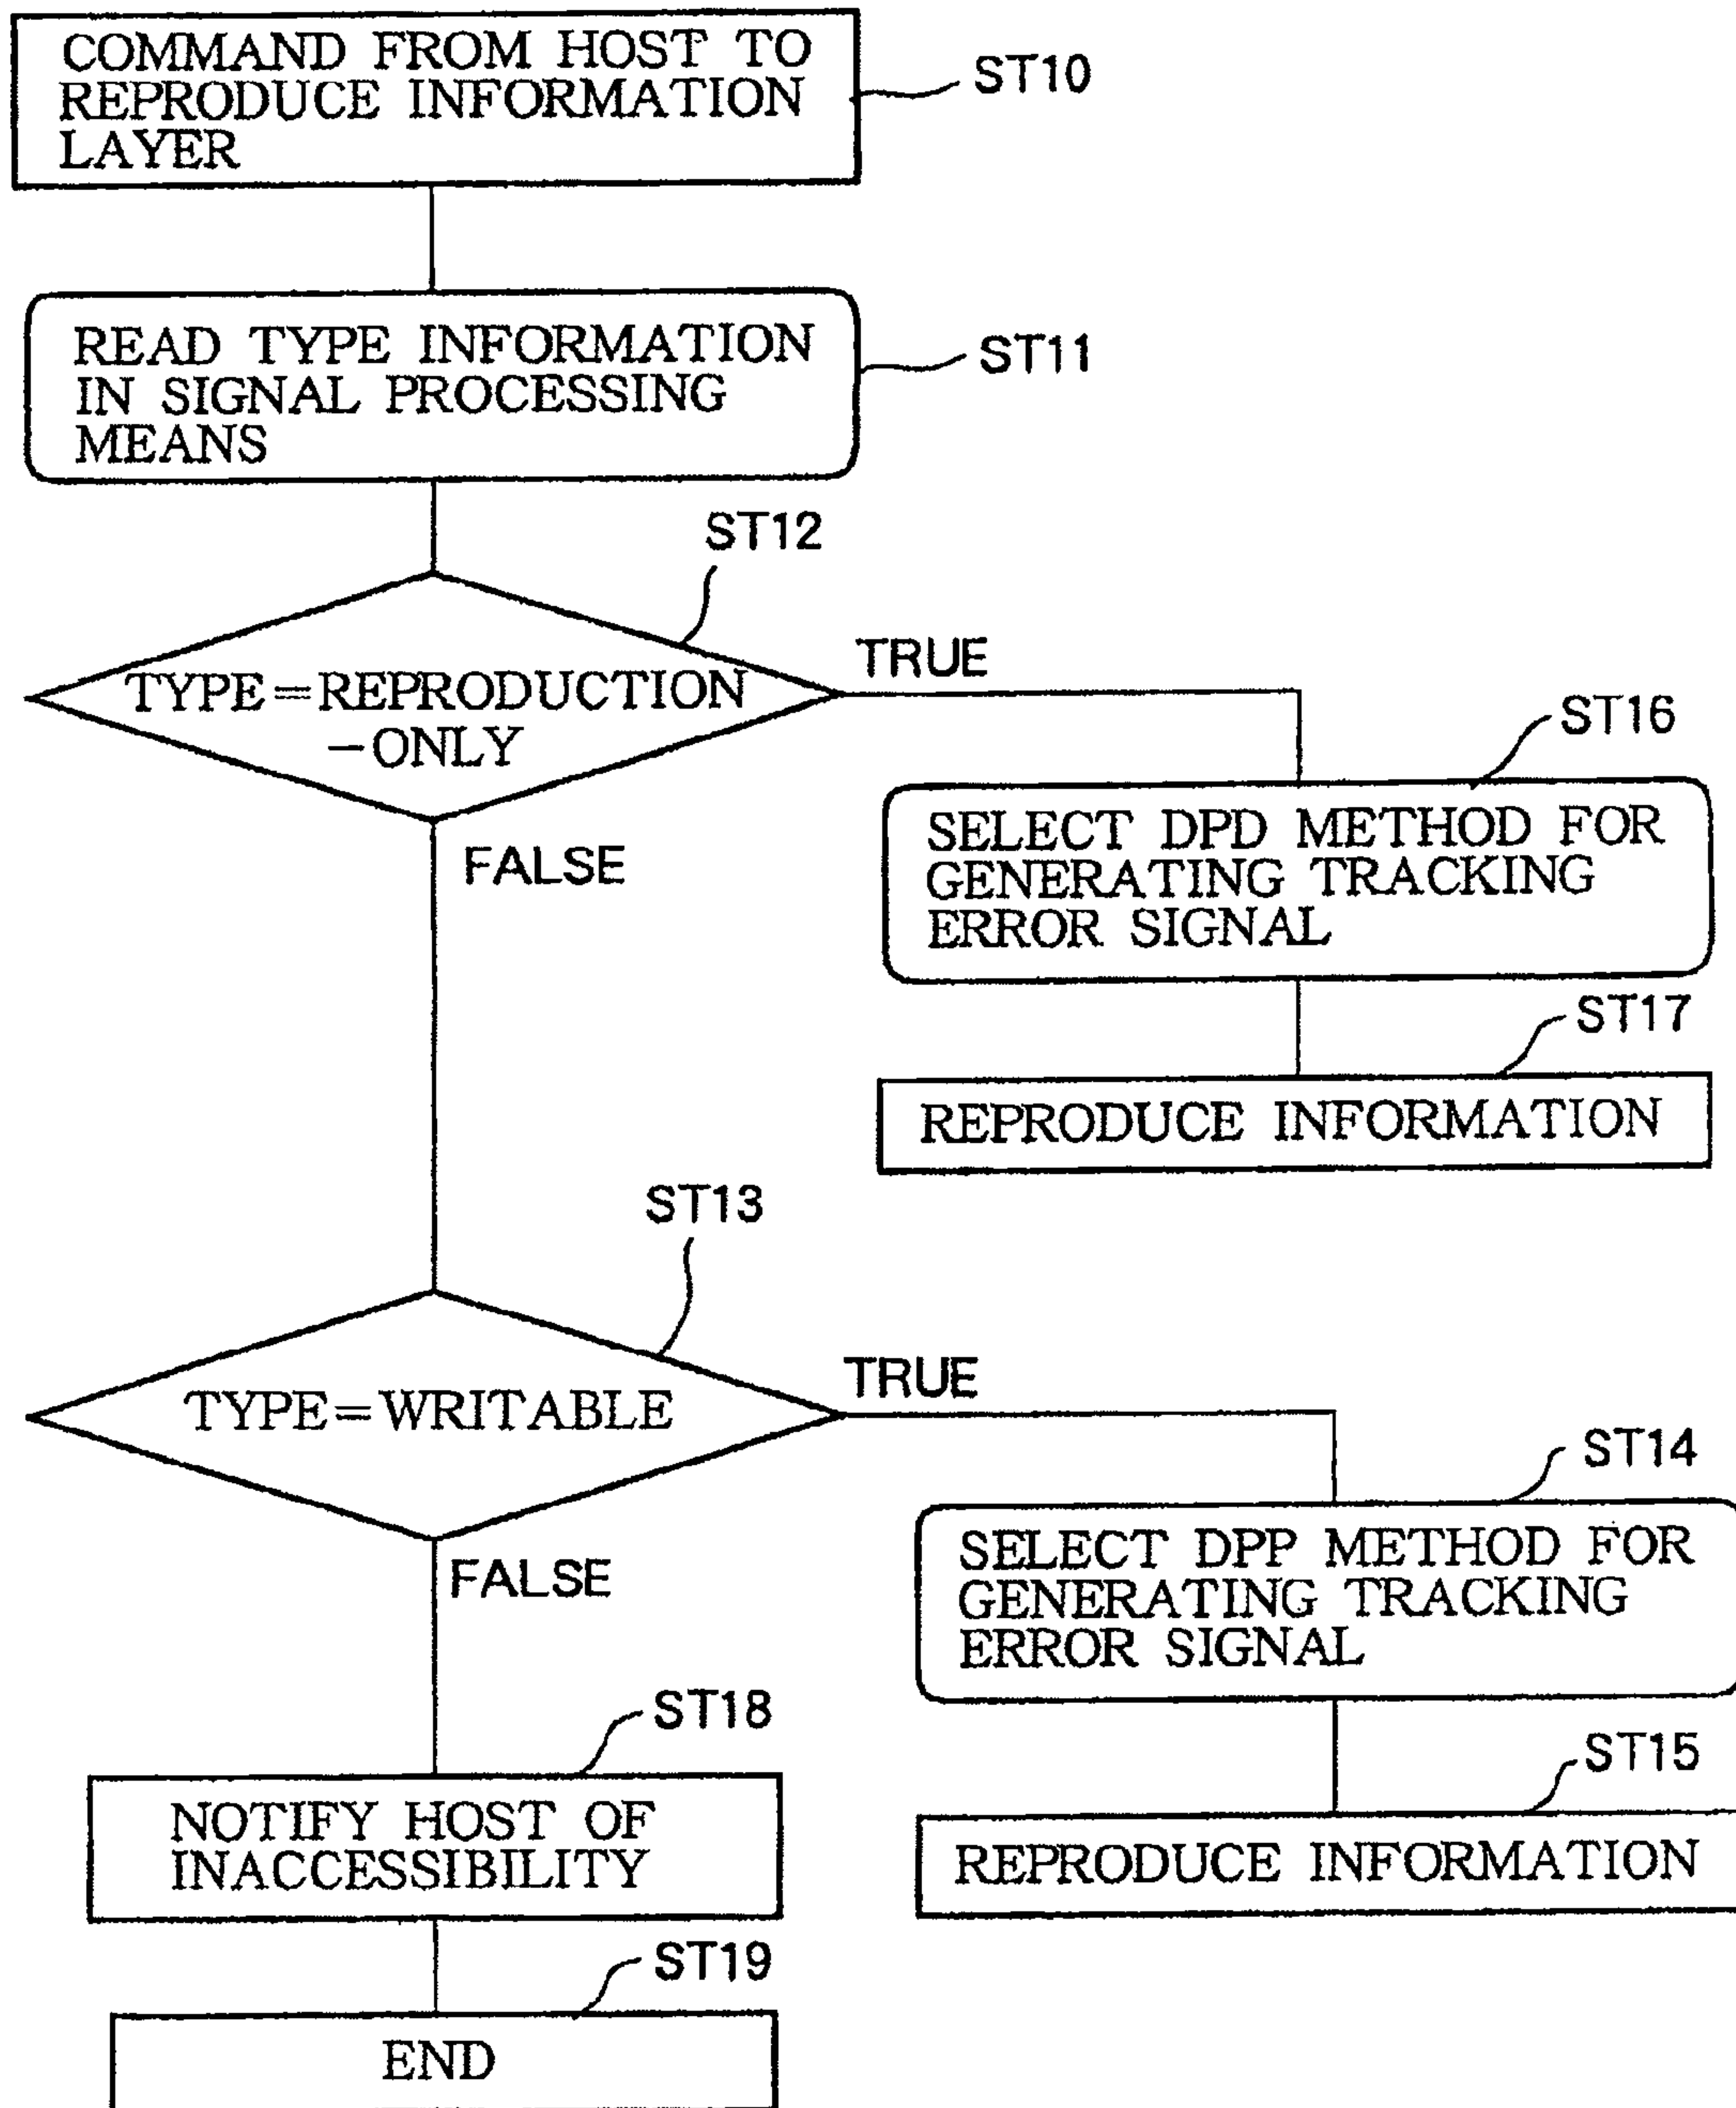 COMMAND FROM HOST TO
REPRODUCE INFORMATION
LAYER
ST10
READ TYPE INFORMATION
IN SIGNAL PROCESSING
MEANS
ST11
ST12
TYPE=REPRODUCTION
-ONLY
TRUE
FALSE
ST16
SELECT DPD METHOD FOR
GENERATING TRACKING
ERROR SIGNAL
ST17
REPRODUCE INFORMATION
ST13
TYPE=WRITABLE
TRUE
FALSE
ST14
SELECT DPP METHOD FOR
GENERATING TRACKING
ERROR SIGNAL
ST15
REPRODUCE INFORMATION
ST18
NOTIFY HOST OF
INACCESSIBILITY
ST19
END